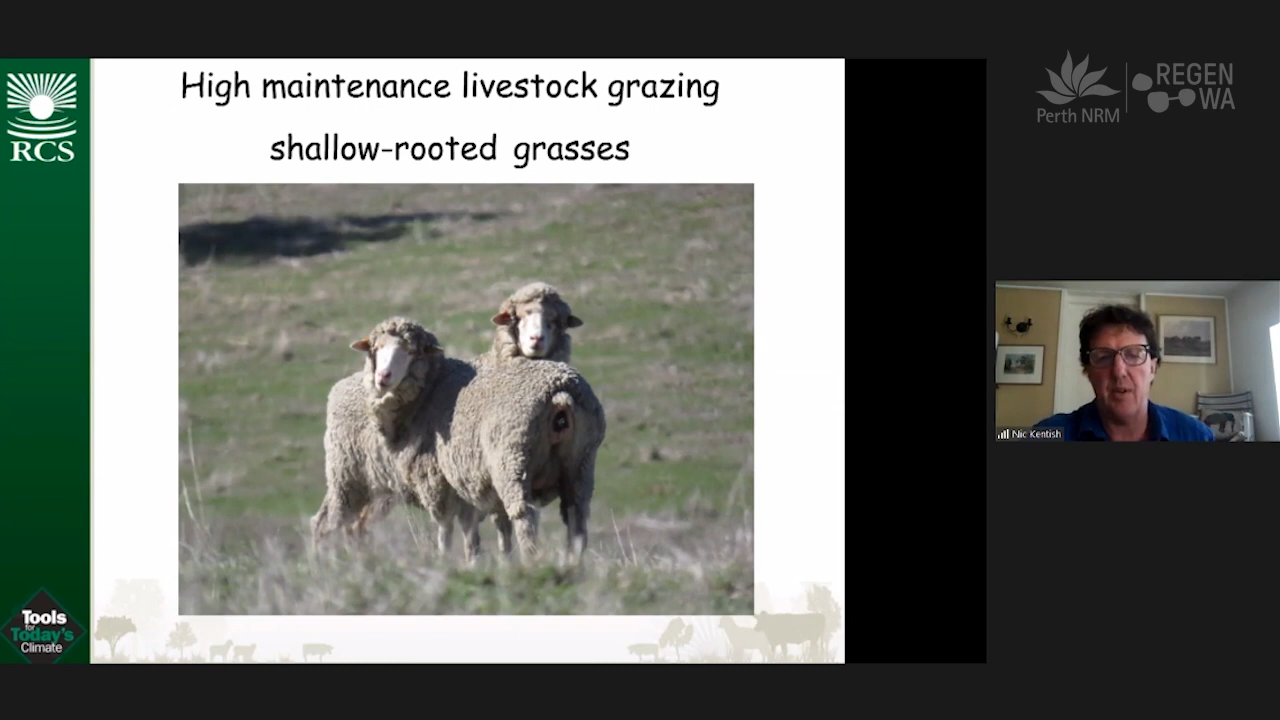 High maintenance livestock grazing
shallow-rooted grasses
RCS
Tools
for
Today's
Climate
Perth NRM
REGEN
WA
Nic Kentish